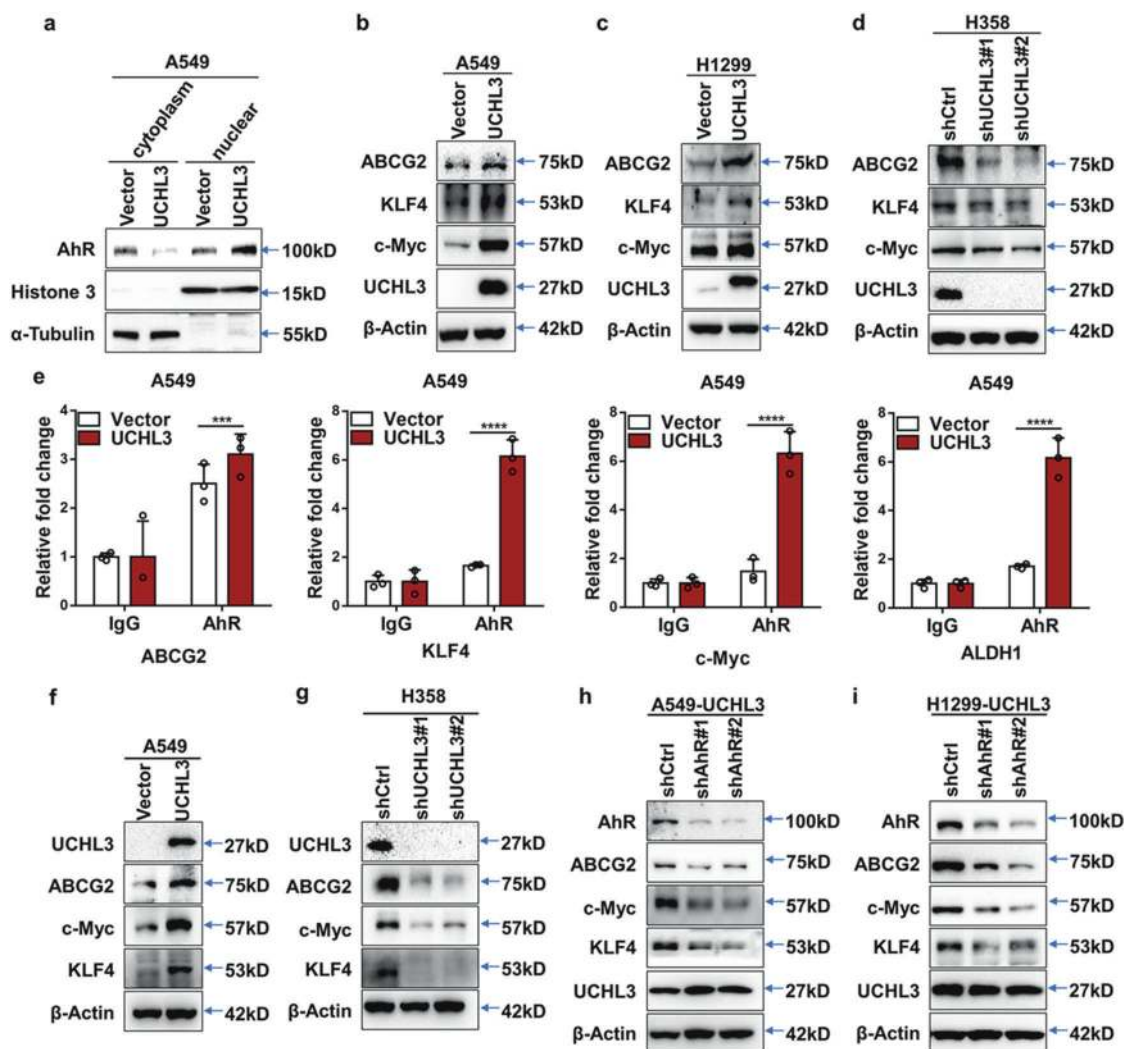 a
A549
cytoplasm
nuclear
Vector
UCHL3
Vector
UCHL3
AhR
100kD
Histone 3
15kD
α-Tubulin
55kD
b
A549
Vector
UCHL3
ABCG2
75kD
KLF4
53kD
c-Myc
57kD
UCHL3
27kD
β-Actin
42kD
c
H1299
Vector
UCHL3
ABCG2
75kD
KLF4
53kD
c-Myc
57kD
UCHL3
27kD
β-Actin
42kD
d
H358
shCtrl
shUCHL3#1
shUCHL3#2
ABCG2
75kD
KLF4
53kD
c-Myc
57kD
UCHL3
27kD
β-Actin
42kD
e
A549
Relative fold change
4
3
2
1
0
Vector
UCHL3
***
IgG
AhR
ABCG2
A549
Relative fold change
8
6
4
2
0
Vector
UCHL3
****
IgG
AhR
KLF4
A549
Relative fold change
8
6
4
2
0
Vector
UCHL3
****
IgG
AhR
c-Myc
A549
Relative fold change
8
6
4
2
0
Vector
UCHL3
****
IgG
AhR
ALDH1
f
A549
Vector
UCHL3
UCHL3
27kD
ABCG2
75kD
c-Myc
57kD
KLF4
53kD
β-Actin
42kD
g
H358
shCtrl
shUCHL3#1
shUCHL3#2
UCHL3
27kD
ABCG2
75kD
c-Myc
57kD
KLF4
53kD
β-Actin
42kD
h
A549-UCHL3
shCtrl
shAhR#1
shAhR#2
AhR
100kD
ABCG2
75kD
c-Myc
57kD
KLF4
53kD
UCHL3
27kD
β-Actin
42kD
i
H1299-UCHL3
shCtrl
shAhR#1
shAhR#2
AhR
100kD
ABCG2
75kD
c-Myc
57kD
KLF4
53kD
UCHL3
27kD
β-Actin
42kD